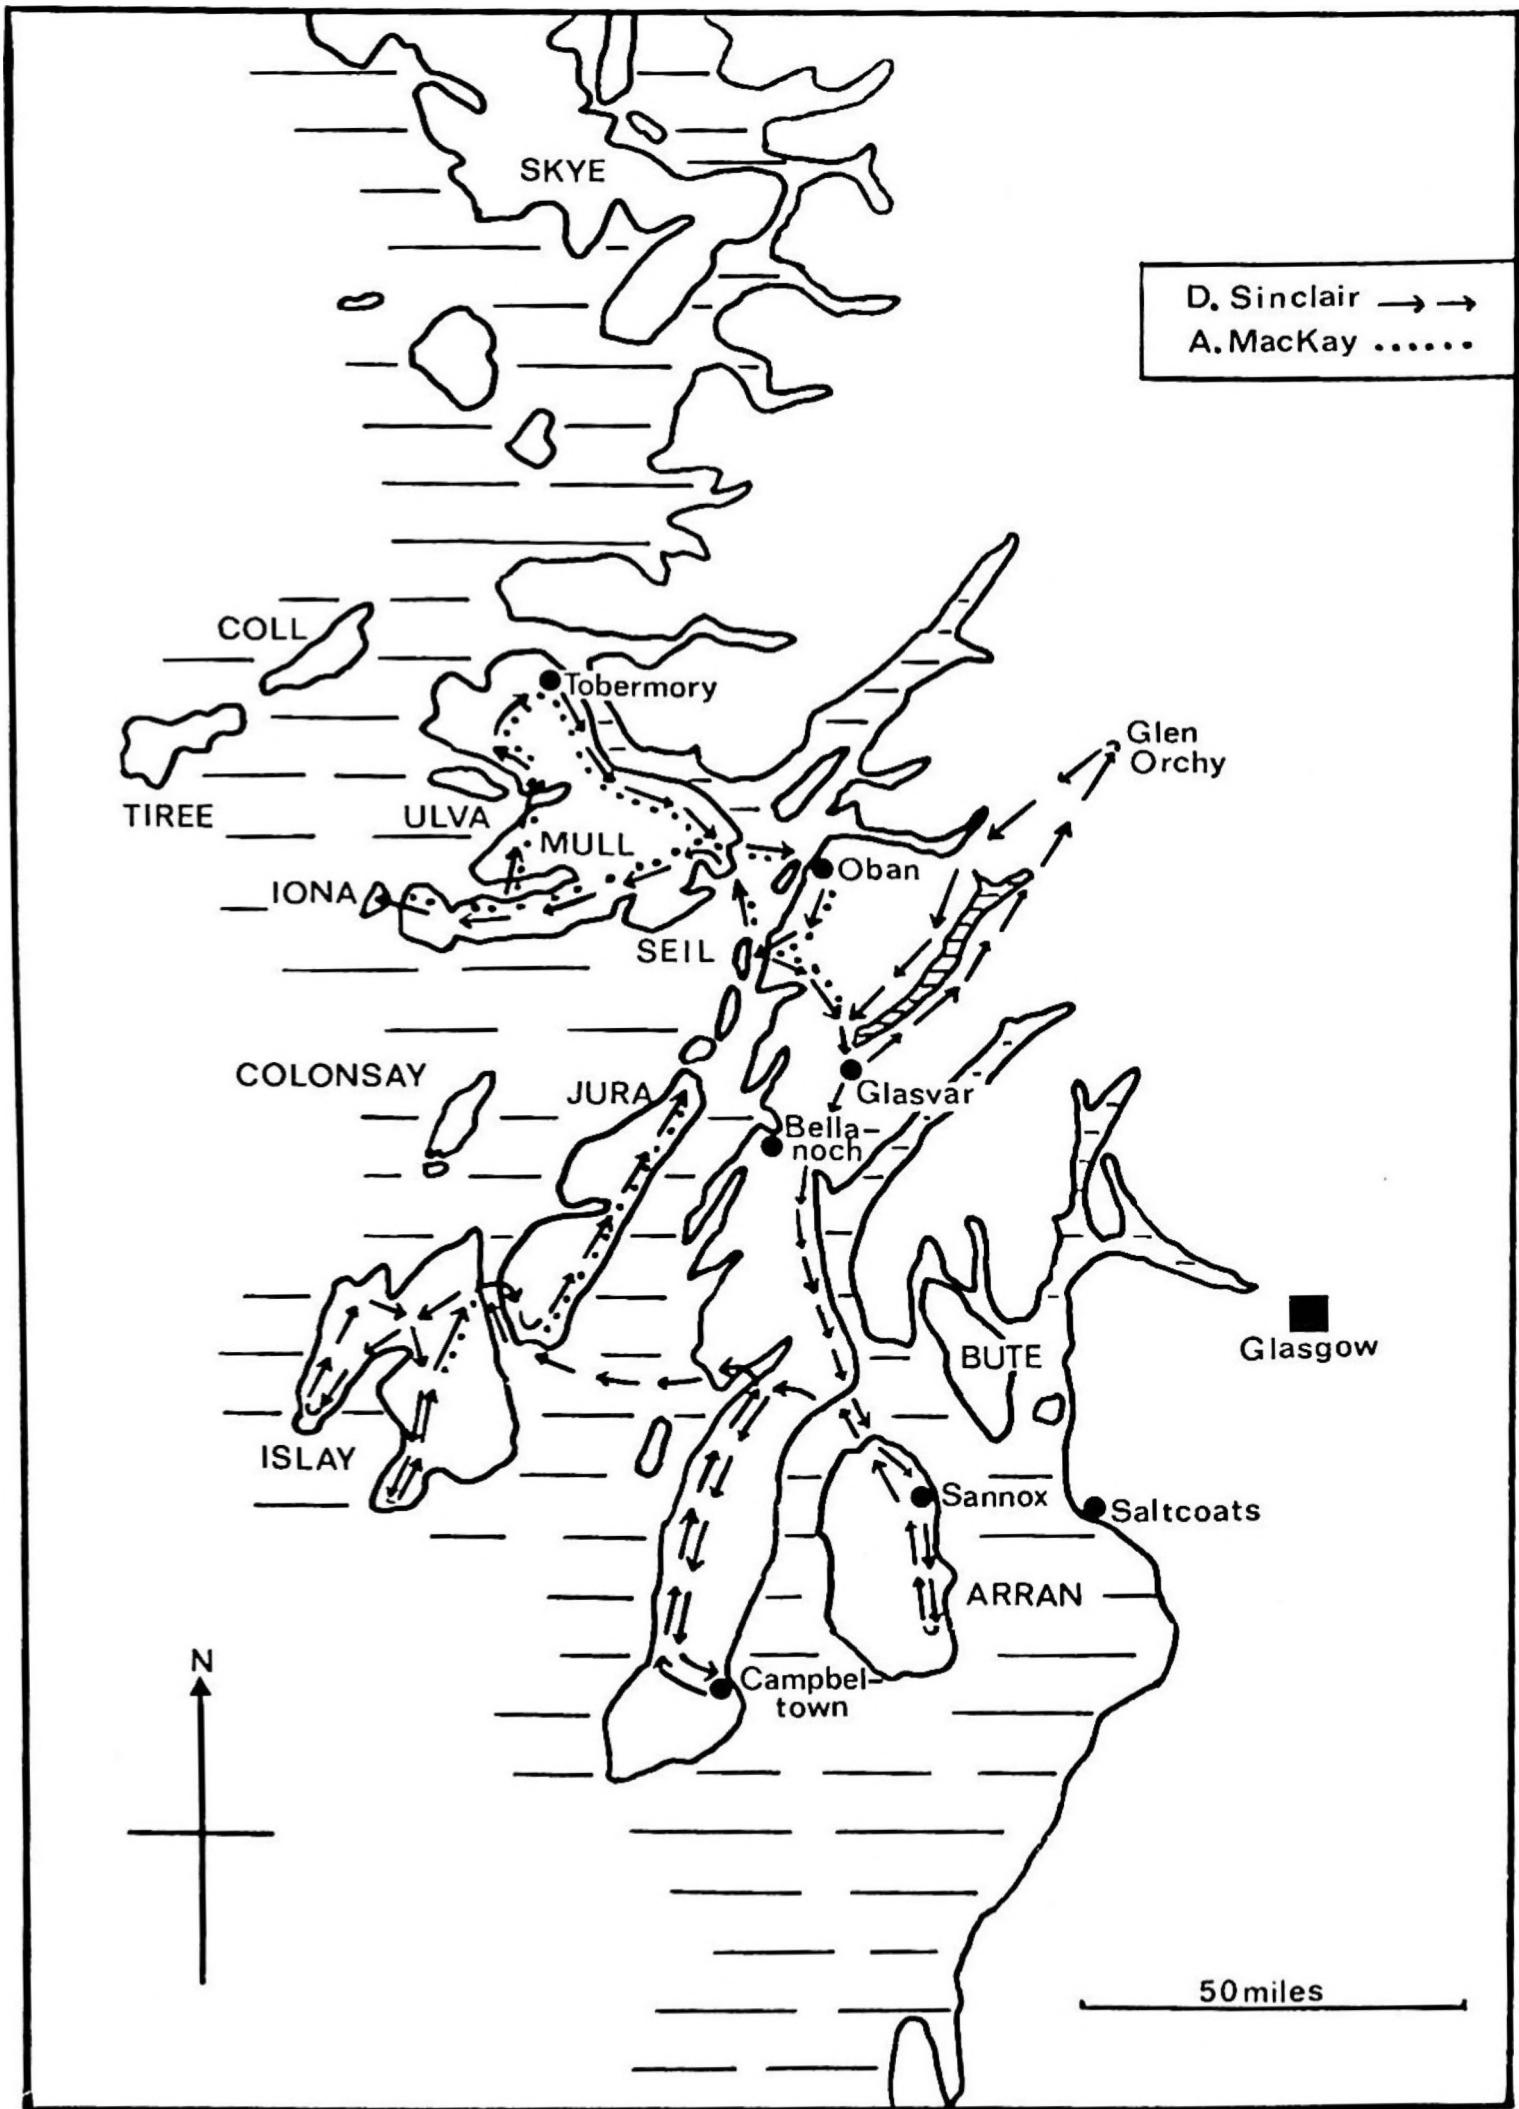 SKYE
D. Sinclair
A. MacKay
COLL
Tobermory
Glen
Orchy
TIREE
ULVA
MULL
Oban
IONA
SEIL
COLONSAY
JURA
Glasvar
Bella-
noch
Glasgow
BUTE
ISLAY
Sannox
Saltcoats
ARRAN
N
Campbel-
town
50 miles